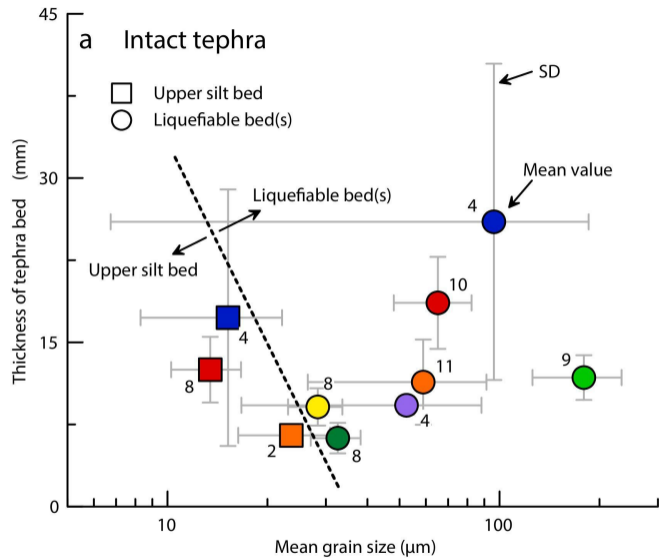 45
a Intact tephra
Upper silt bed
Liquefiable bed(s)
SD
Mean value
4
30
Liquefiable bed(s)
Upper silt bed
10
4
15
8
11
9
8
4
2
8
0
10
100
Thickness of tephra bed (mm)
Mean grain size (μm)